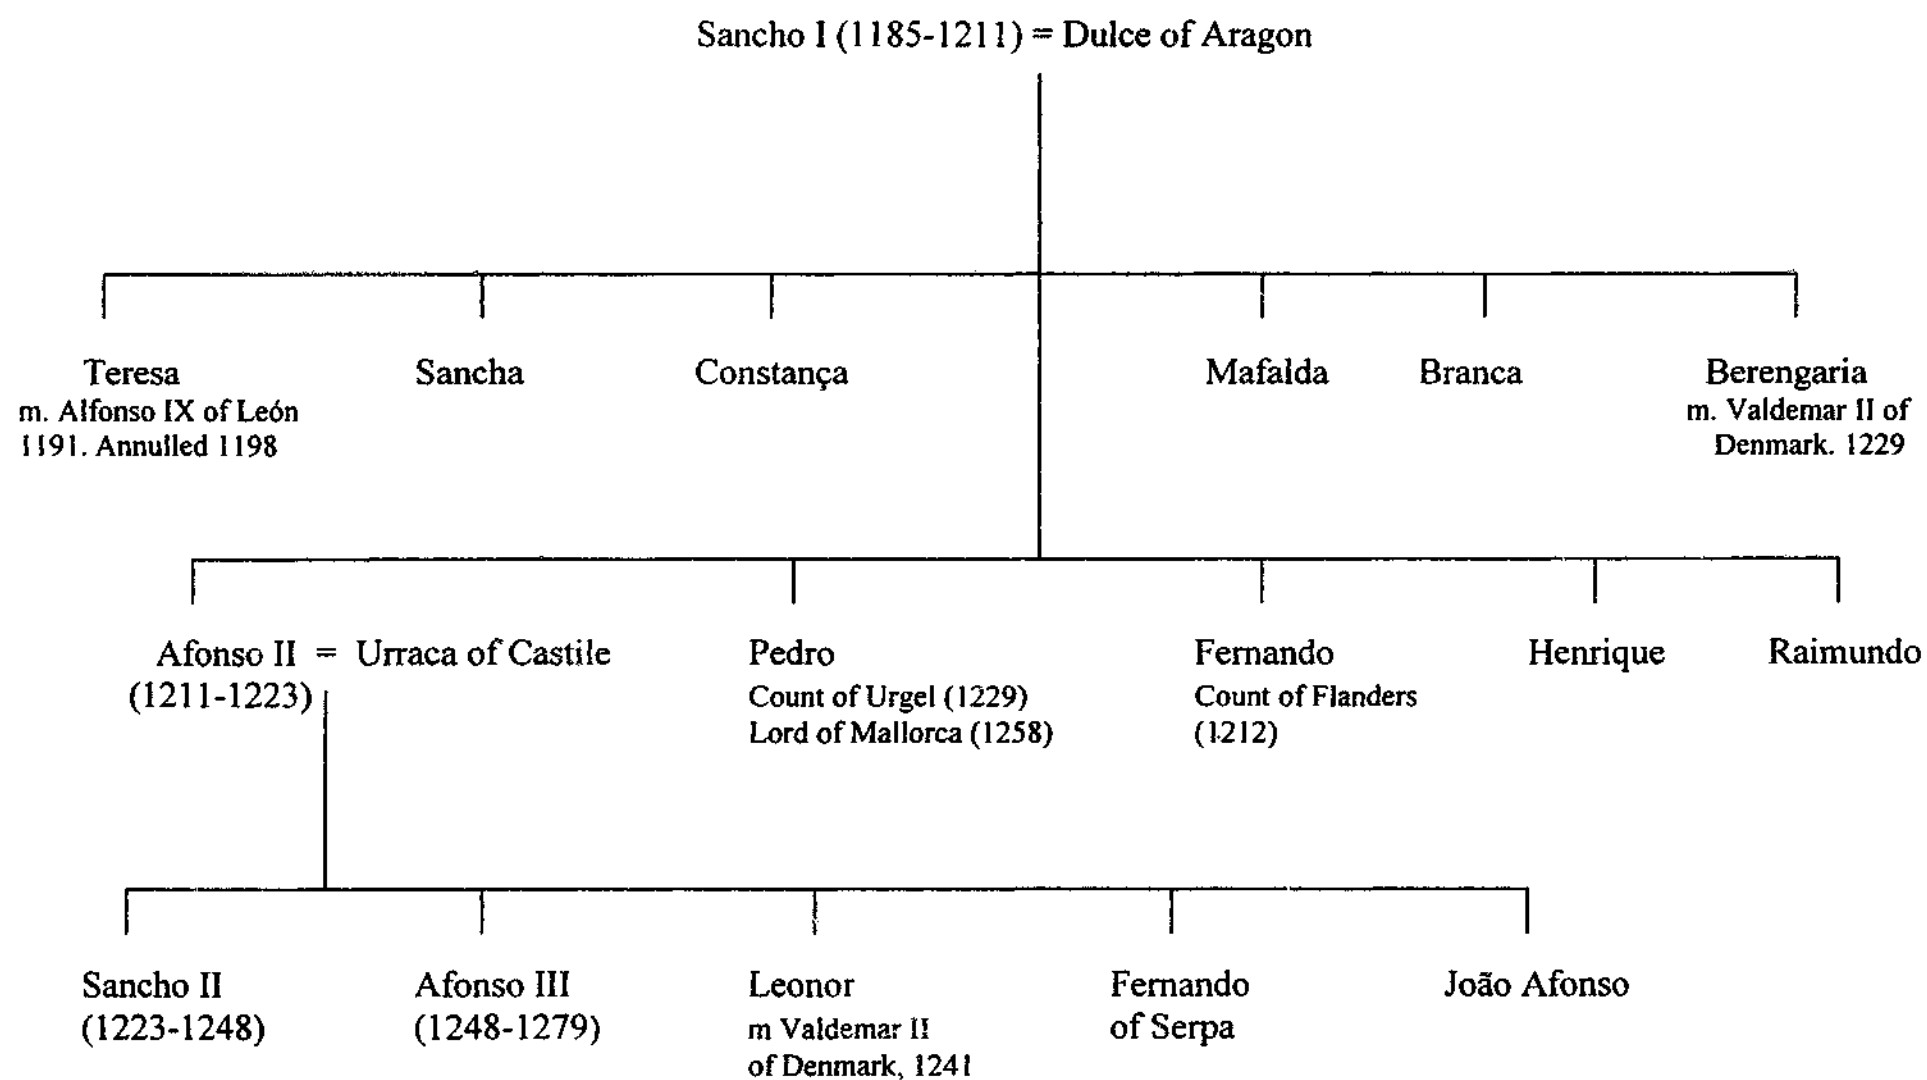 Sancho I (1185-1211) = Dulce of Aragon
Teresa
m. Alfonso IX of León
1191. Annulled 1198
Sancha
Constança
Mafalda
Branca
Berengaria
m. Valdemar II of
Denmark. 1229
Afonso II = Urraca of Castile
(1211-1223)
Pedro
Count of Urgel (1229)
Lord of Mallorca (1258)
Fernando
Count of Flanders
(1212)
Henrique
Raimundo
Sancho II
(1223-1248)
Afonso III
(1248-1279)
Leonor
m Valdemar II
of Denmark, 1241
Fernando
of Serpa
João Afonso